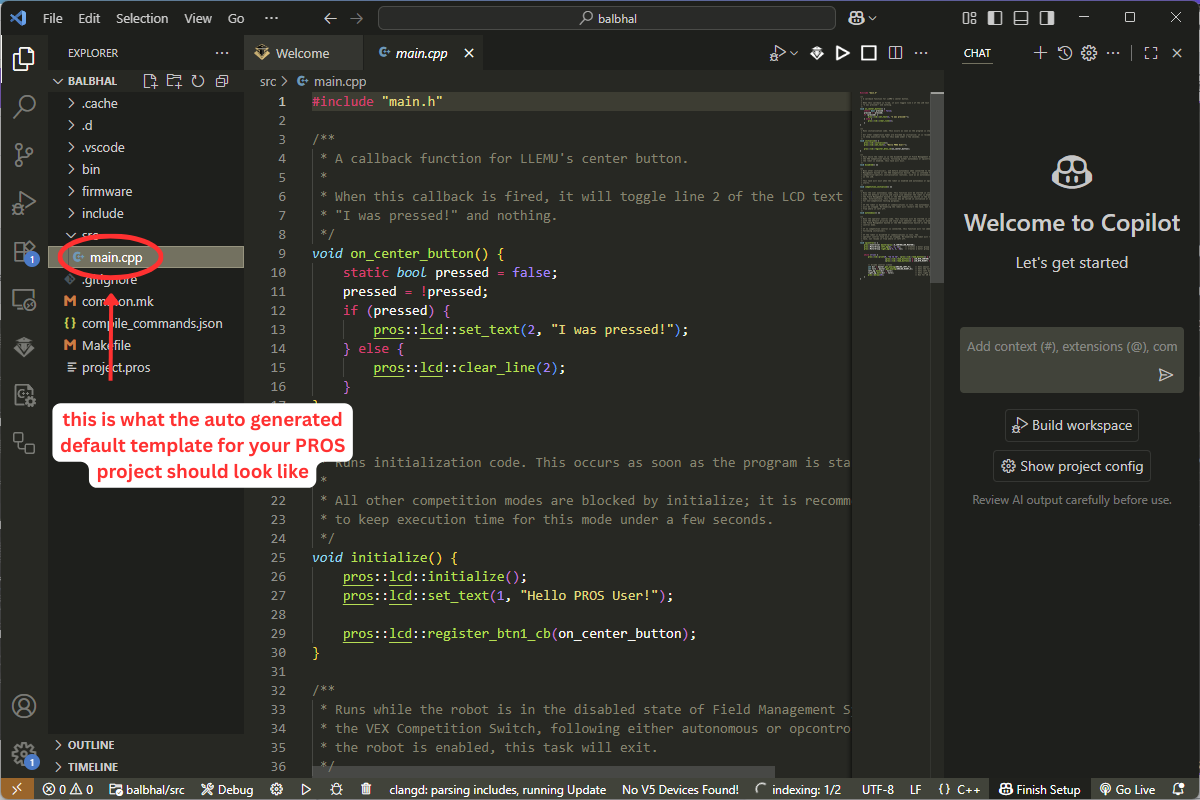 File Edit Selection View Go ··· balbhal
EXPLORER ···
BALBHAL
.cache
.d
.vscode
bin
firmware
include
src
main.cpp
.gitignore
common.mk
compile_commands.json
Makefile
project.pros
this is what the auto generated
default template for your PROS
project should look like
OUTLINE
TIMELINE
Welcome main.cpp
src > main.cpp
1 #include "main.h"
2
3 /**
4 * A callback function for LLEMU's center button.
5 *
6 * When this callback is fired, it will toggle line 2 of the LCD text
7 * "I was pressed!" and nothing.
8 */
9 void on_center_button() {
10 static bool pressed = false;
11 pressed = !pressed;
12 if (pressed) {
13 pros::lcd::set_text(2, "I was pressed!");
14 } else {
15 pros::lcd::clear_line(2);
16 }
Runs initialization code. This occurs as soon as the program is sta
*
22 * All other competition modes are blocked by initialize; it is recomm
23 * to keep execution time for this mode under a few seconds.
24 */
25 void initialize() {
26 pros::lcd::initialize();
27 pros::lcd::set_text(1, "Hello PROS User!");
28
29 pros::lcd::register_btn1_cb(on_center_button);
30 }
31
32 /**
33 * Runs while the robot is in the disabled state of Field Management S
34 * the VEX Competition Switch, following either autonomous or opcontro
35 * the robot is enabled, this task will exit.
36 */
CHAT
Welcome to Copilot
Let's get started
Add context (#), extensions (@), com
Build workspace
Show project config
Review AI output carefully before use.
0 0 balbhal/src Debug clangd: parsing includes, running Update No V5 Devices Found! indexing: 1/2 UTF-8 LF {} C++ Finish Setup Go Live